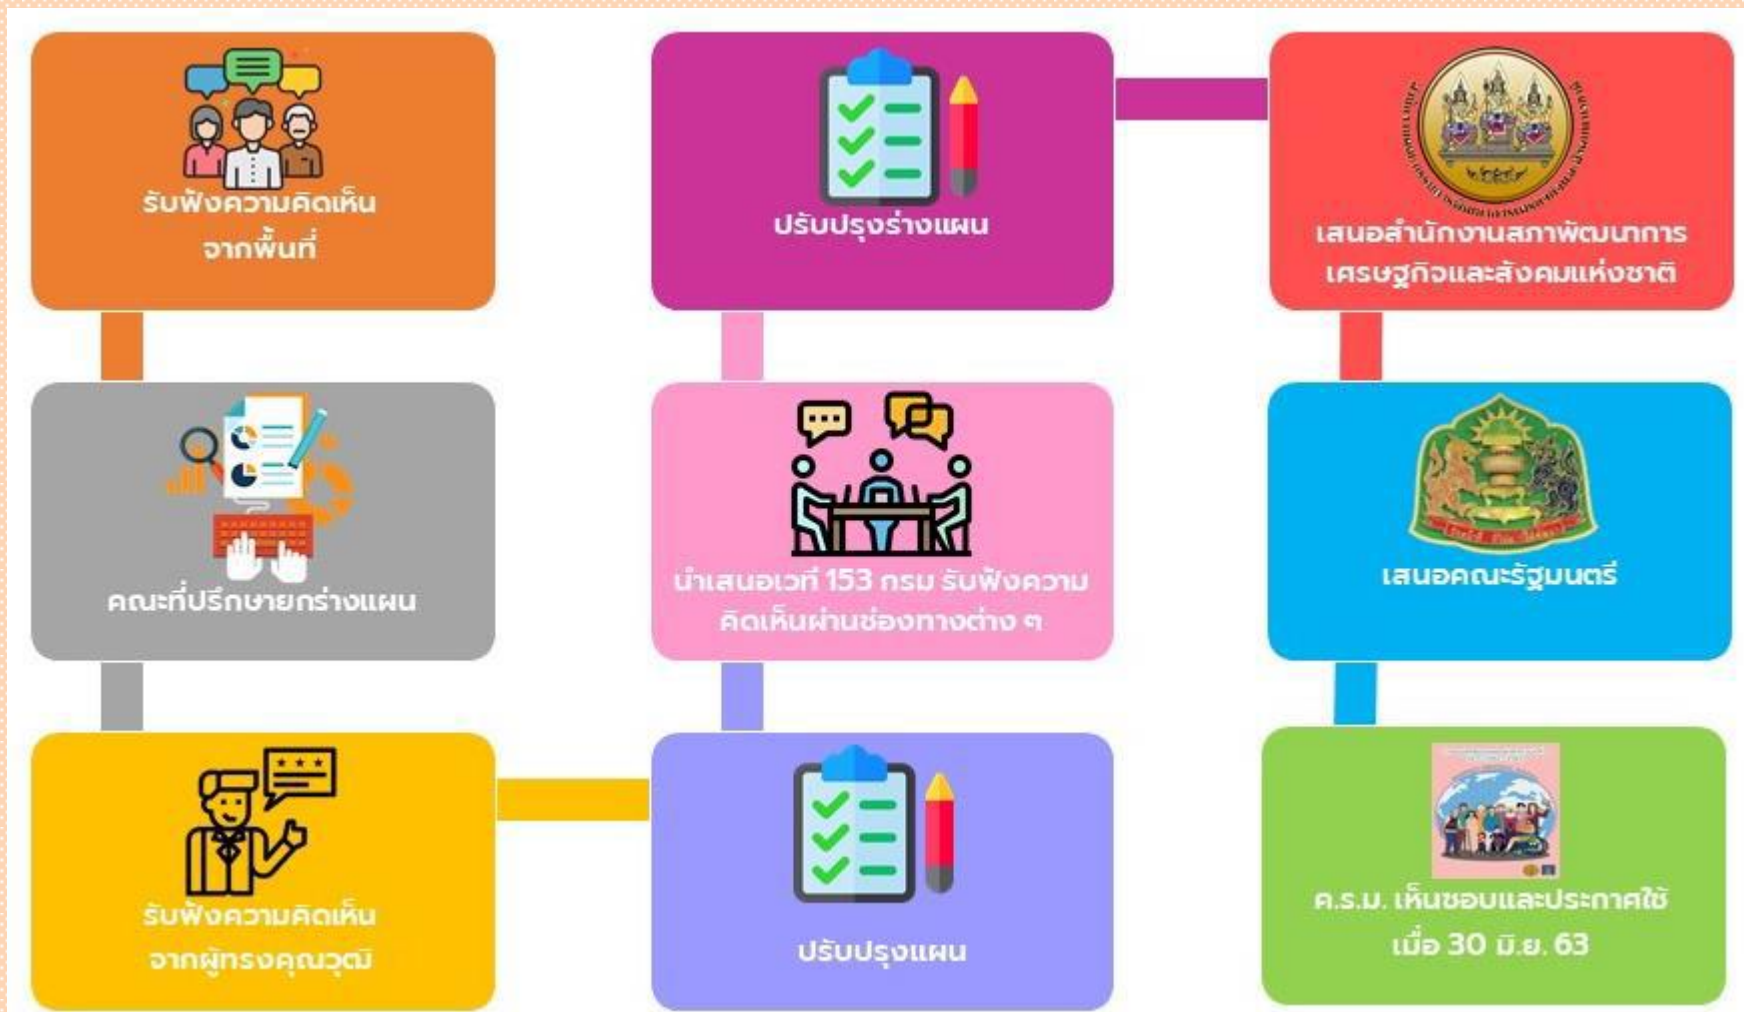 รับฟังความคิดเห็น
จากพื้นที่
คณะที่ปรึกษายกร่างแผน
รับฟังความคิดเห็น
จากผู้ทรงคุณวุฒิ
ปรับปรุงแผน
นำเสนอเวที 153 กรม รับฟังความ
คิดเห็นผ่านช่องทางต่าง ๆ
ปรับปรุงร่างแผน
เสนอสำนักงานสภาพัฒนาการ
เศรษฐกิจและสังคมแห่งชาติ
เสนอคณะรัฐมนตรี
ค.ร.ม. เห็นชอบและประกาศใช้
เมื่อ 30 มิ.ย. 63